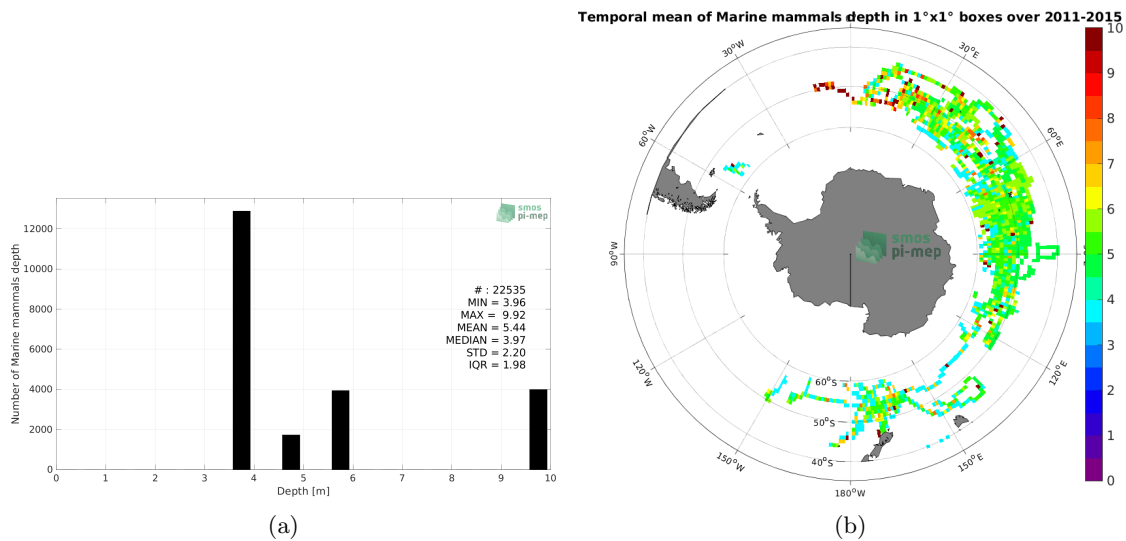 smos
pi-mep
Number of Marine mammals depth
12000
10000
8000
6000
4000
2000
0
# : 22535
MIN = 3.96
MAX = 9.92
MEAN = 5.44
MEDIAN = 3.97
STD = 2.20
IQR = 1.98
0 1 2 3 4 5 6 7 8 9 10
Depth [m]
(a)
Temporal mean of Marine mammals depth in 1°x1° boxes over 2011-2015
30°W
30°E
60°W
60°E
90°W
120°W
120°E
150°W
150°E
180°W
60°S
50°S
40°S
smos
pi-mep
10
9
8
7
6
5
4
3
2
1
0
(b)